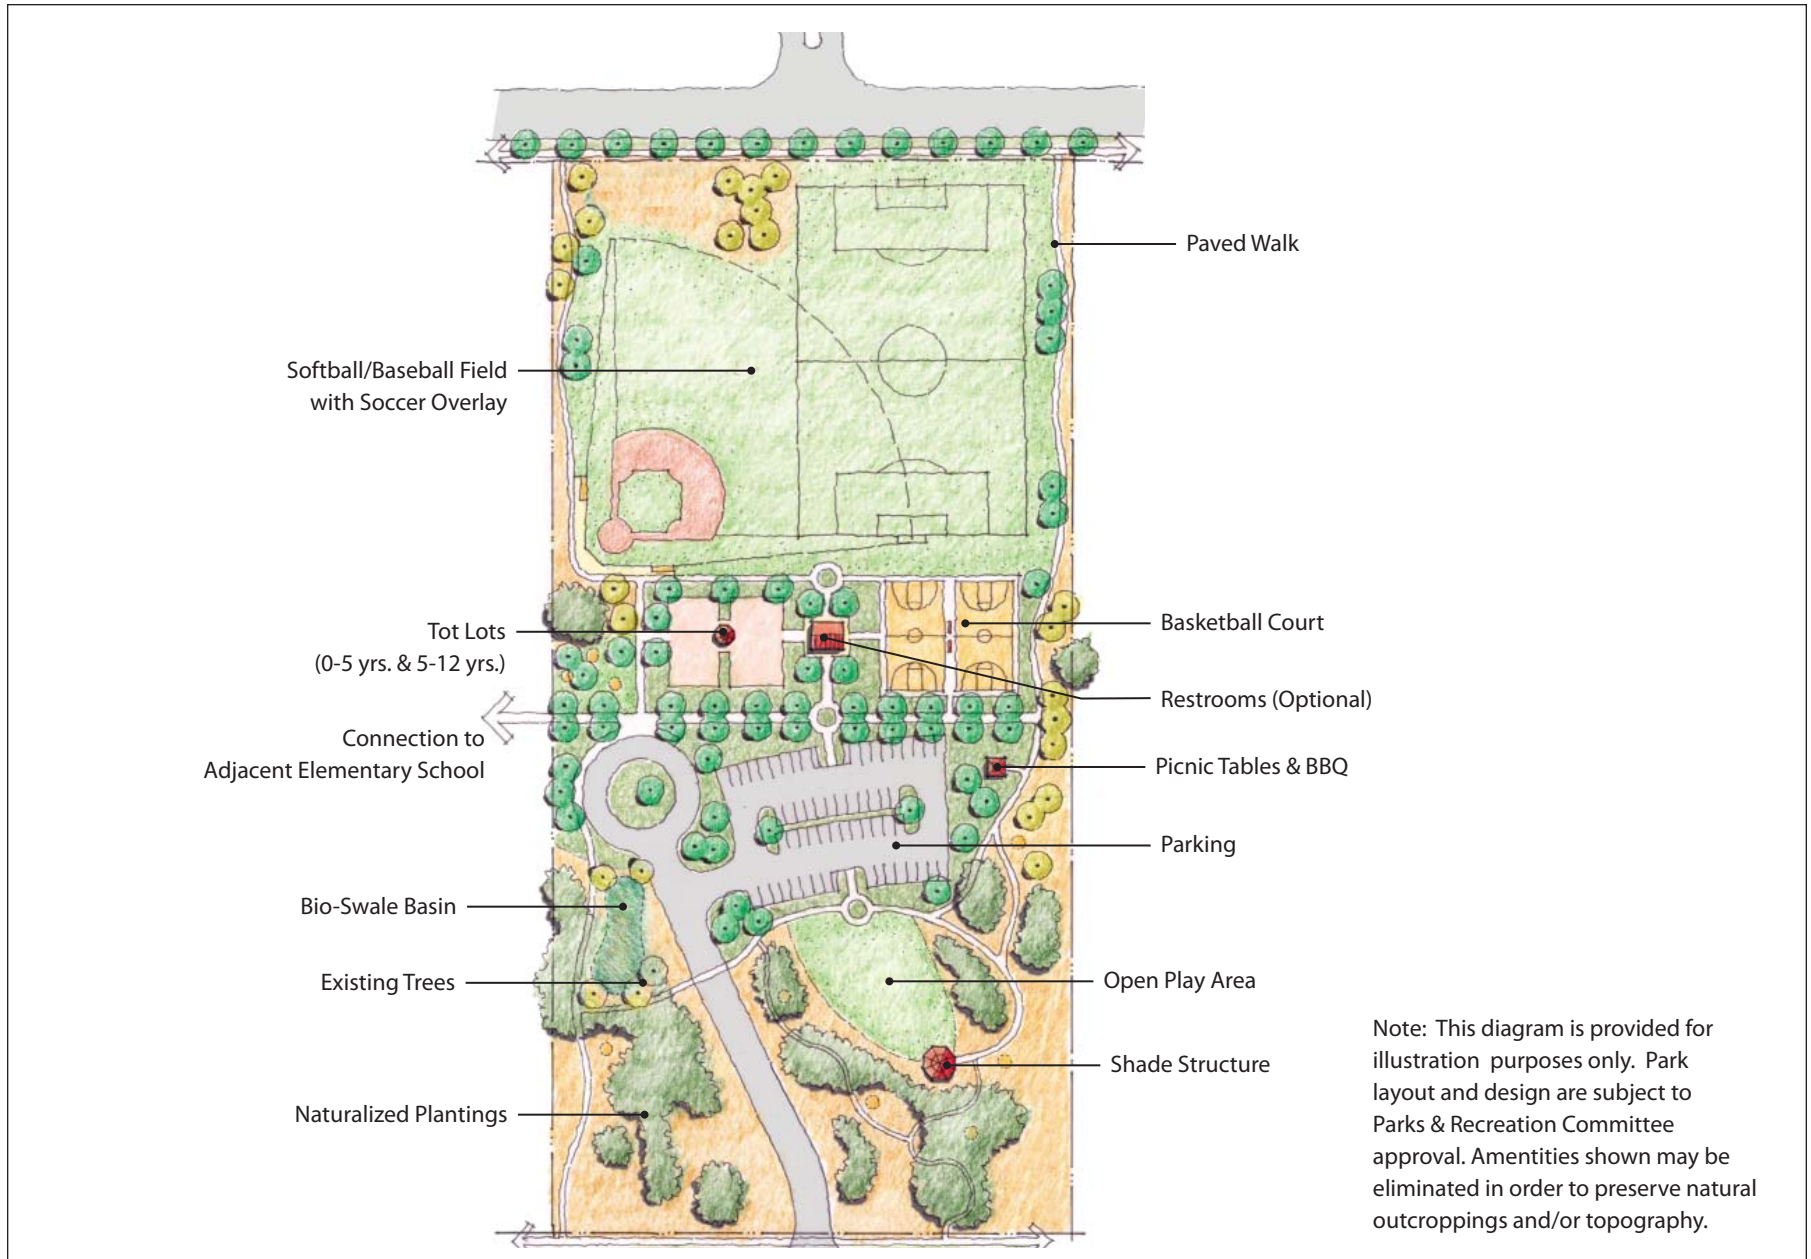 Paved Walk
Softball/Baseball Field
with Soccer Overlay
Tot Lots
(0-5 yrs. & 5-12 yrs.)
Basketball Court
Restrooms (Optional)
Connection to
Adjacent Elementary School
Picnic Tables & BBQ
Parking
Bio-Swale Basin
Existing Trees
Open Play Area
Shade Structure
Naturalized Plantings
Note: This diagram is provided for
illustration purposes only. Park
layout and design are subject to
Parks & Recreation Committee
approval. Amentities shown may be
eliminated in order to preserve natural
outcroppings and/or topography.